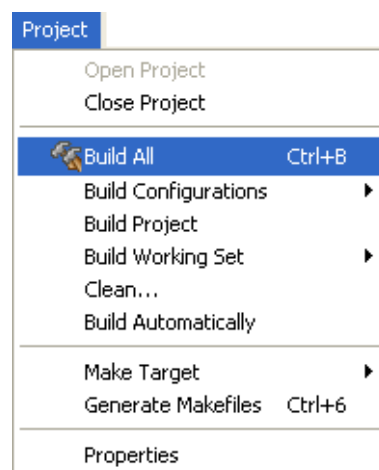 Project
Open Project
Close Project
Build All Ctrl+B
Build Configurations
Build Project
Build Working Set
Clean...
Build Automatically
Make Target
Generate Makefiles Ctrl+6
Properties